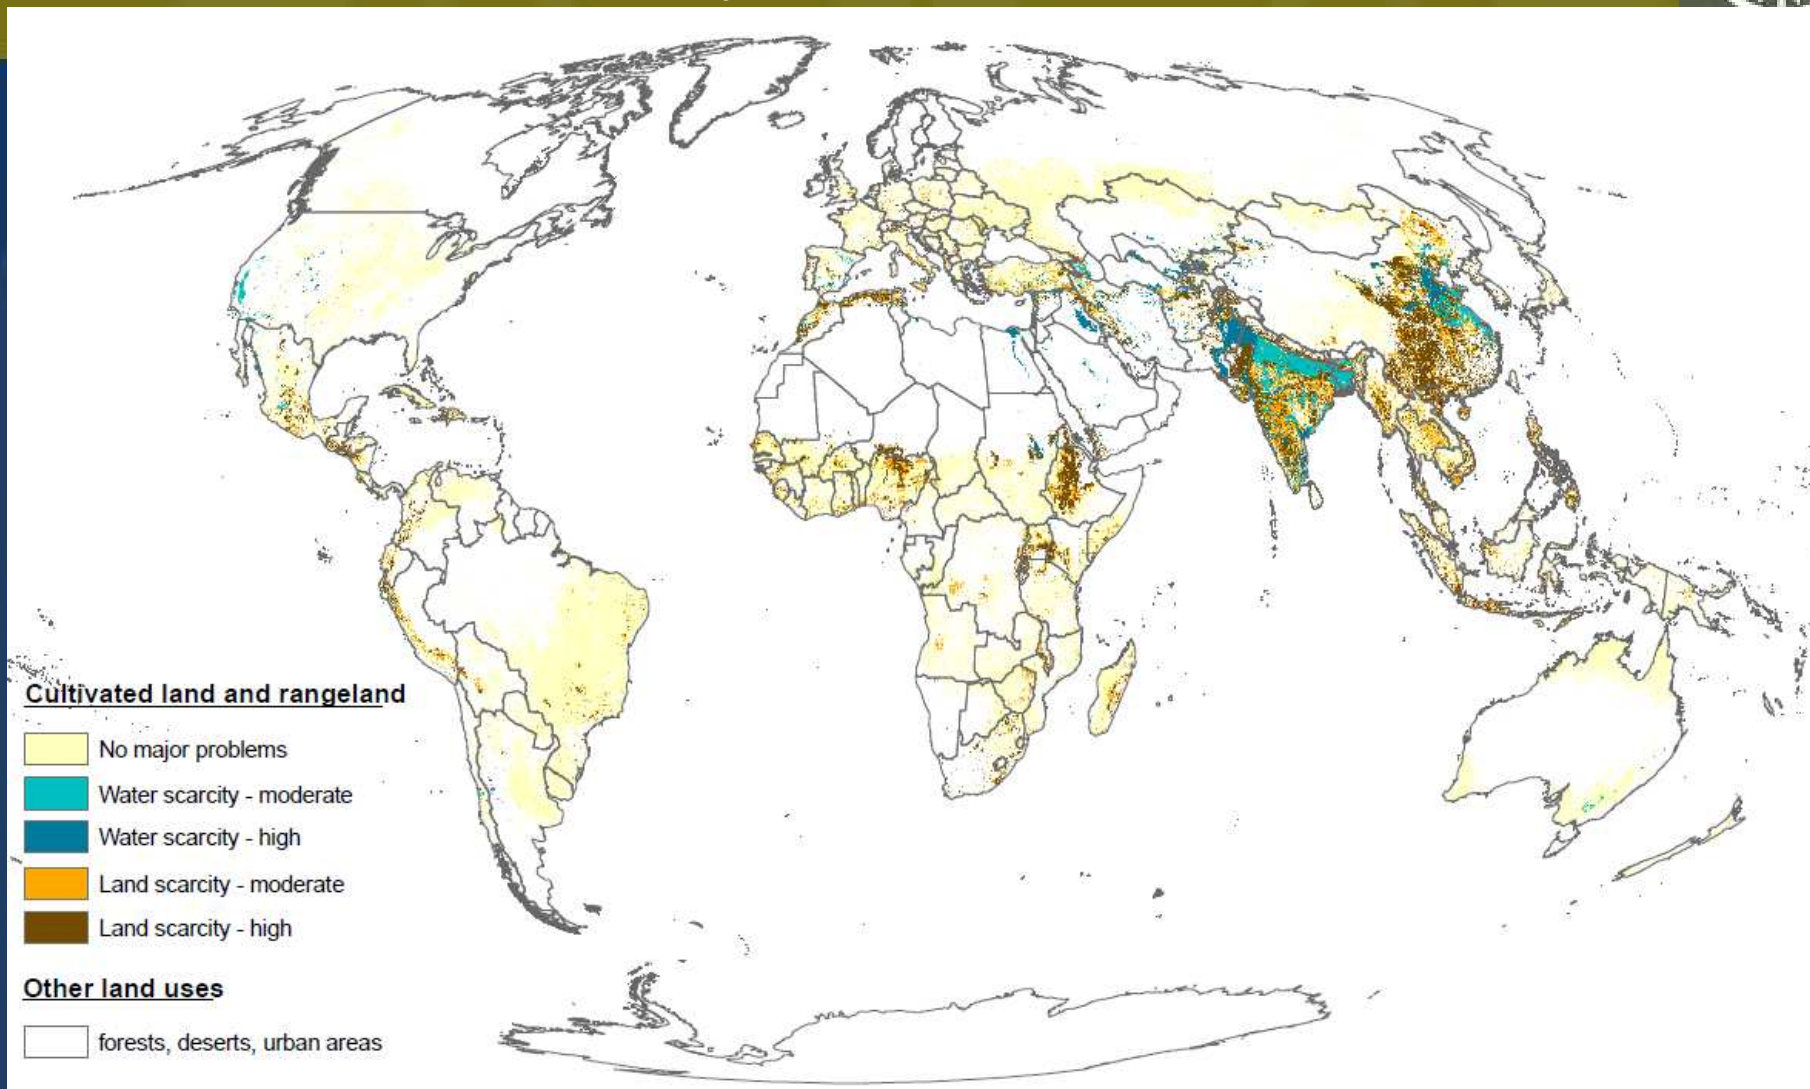 Cultivated land and rangeland
No major problems
Water scarcity - moderate
Water scarcity - high
Land scarcity - moderate
Land scarcity - high
Other land uses
forests, deserts, urban areas